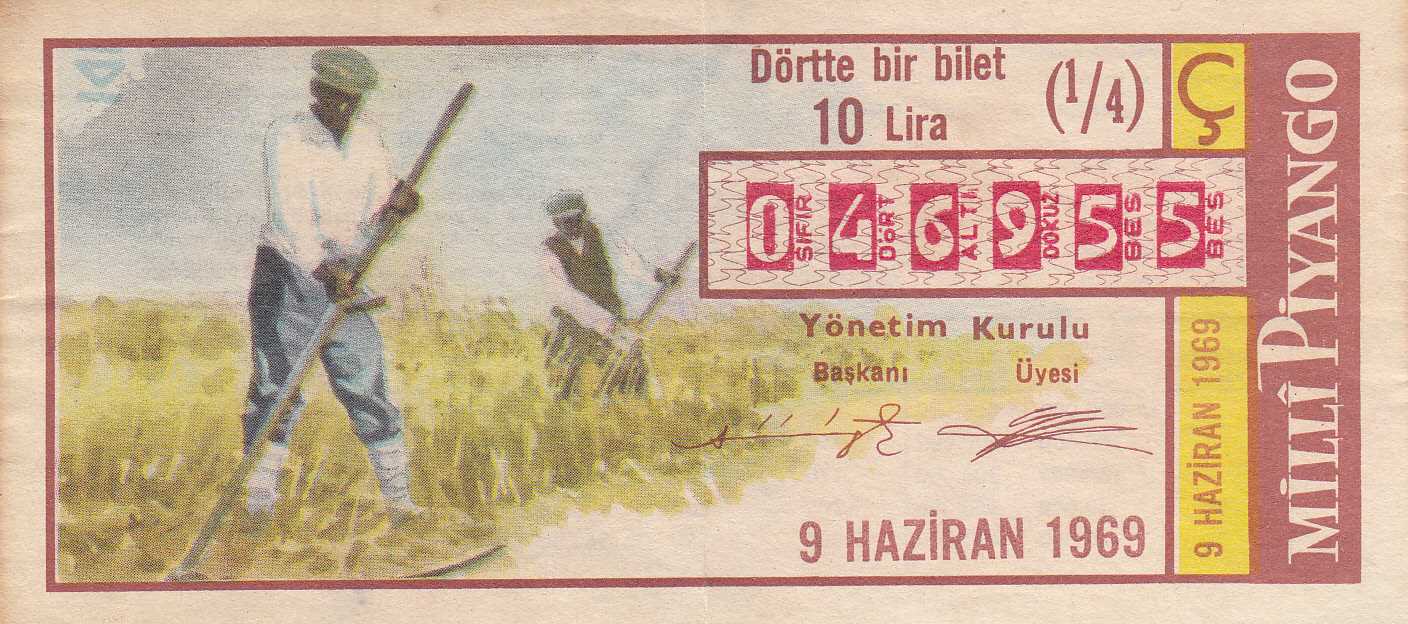 Dörtte bir bilet
10 Lira
(1/4)
Ç
0 SIFIR 4 DÖRT 6 ALTI 9 DOKUZ 5 BEŞ 5 BEŞ
Yönetim Kurulu
Başkanı Üyesi
9 HAZİRAN 1969
9 HAZİRAN 1969
MİLLÎ PİYANGO